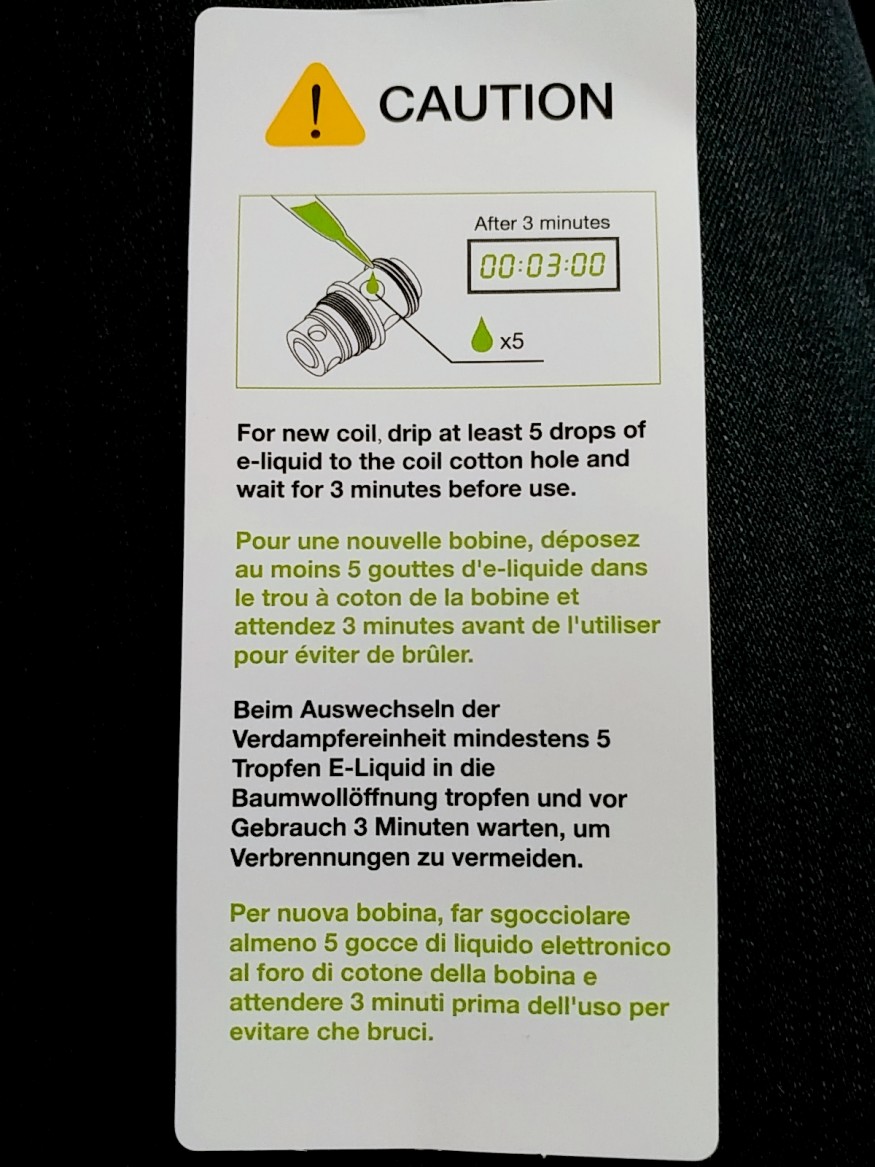 !
CAUTION
After 3 minutes
00:03:00
x5
For new coil, drip at least 5 drops of
e-liquid to the coil cotton hole and
wait for 3 minutes before use.
Pour une nouvelle bobine, déposez
au moins 5 gouttes d'e-liquide dans
le trou à coton de la bobine et
attendez 3 minutes avant de l'utiliser
pour éviter de brûler.
Beim Auswechseln der
Verdampfereinheit mindestens 5
Tropfen E-Liquid in die
Baumwollöffnung tropfen und vor
Gebrauch 3 Minuten warten, um
Verbrennungen zu vermeiden.
Per nuova bobina, far sgocciolare
almeno 5 gocce di liquido elettronico
al foro di cotone della bobina e
attendere 3 minuti prima dell'uso per
evitare che bruci.